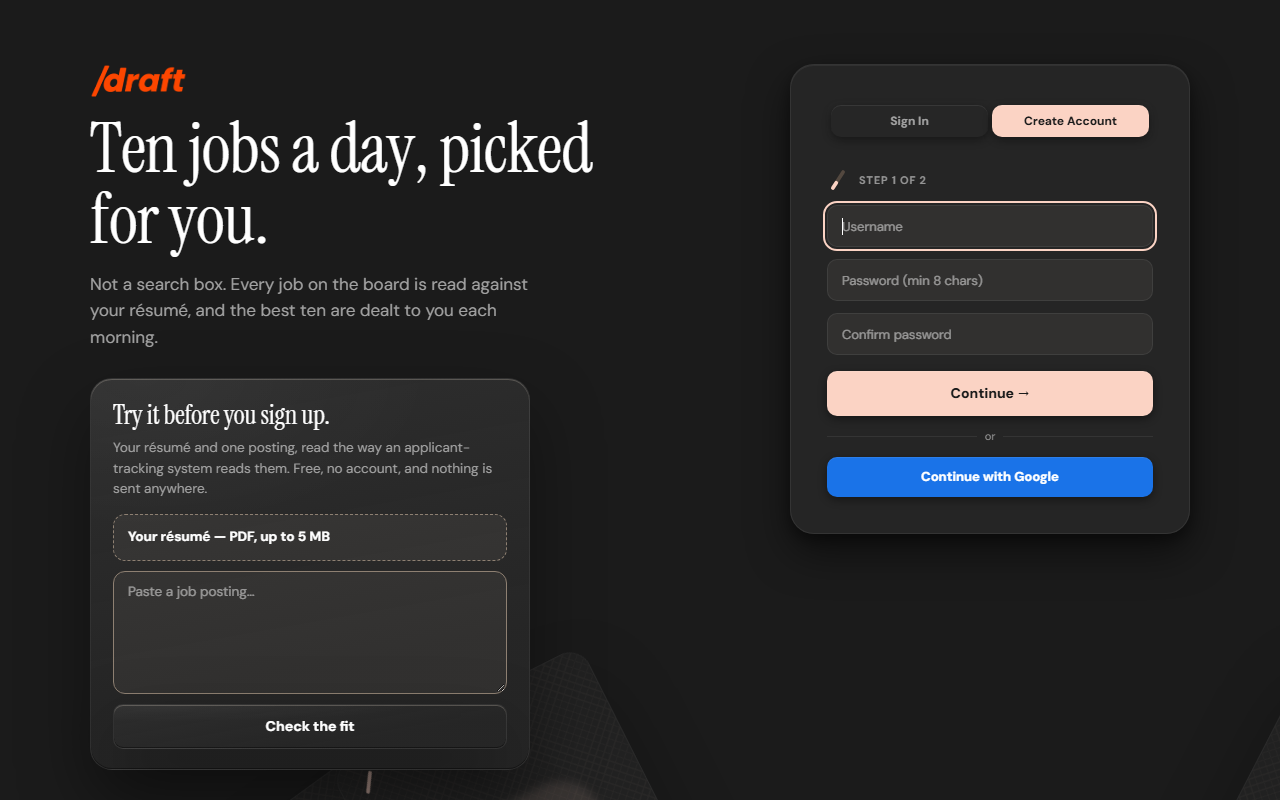 /draft
Ten jobs a day, picked
for you.
Not a search box. Every job on the board is read against
your résumé, and the best ten are dealt to you each
morning.
Try it before you sign up.
Your résumé and one posting, read the way an applicant-
tracking system reads them. Free, no account, and nothing is
sent anywhere.
Your résumé — PDF, up to 5 MB
Paste a job posting...
Check the fit
Sign In
Create Account
STEP 1 OF 2
Username
Password (min 8 chars)
Confirm password
Continue →
or
Continue with Google